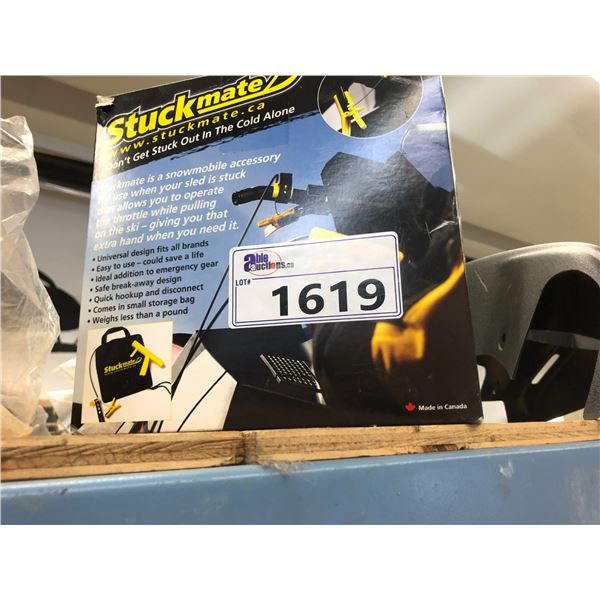 Stuckmate
www.stuckmate.ca
Don't Get Stuck Out In The Cold Alone
Stuckmate is a snowmobile accessory
for use when your sled is stuck
that allows you to operate
the throttle while pulling
on the ski – giving you that
extra hand when you need it.
• Universal design fits all brands
• Easy to use – could save a life
• Ideal addition to emergency gear
• Safe break-away design
• Quick hookup and disconnect
• Comes in small storage bag
• Weighs less than a pound
able
auctions.ca
LOT#
1619
Stuckmate
Made in Canada